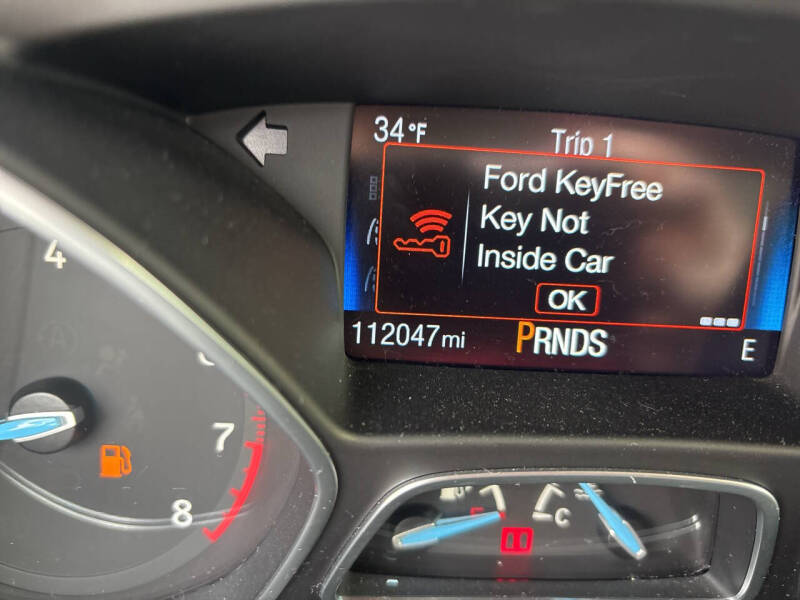 34°F
Trip 1
Ford KeyFree
Key Not
Inside Car
OK
112047mi
PRNDS
E
4
7
8
C